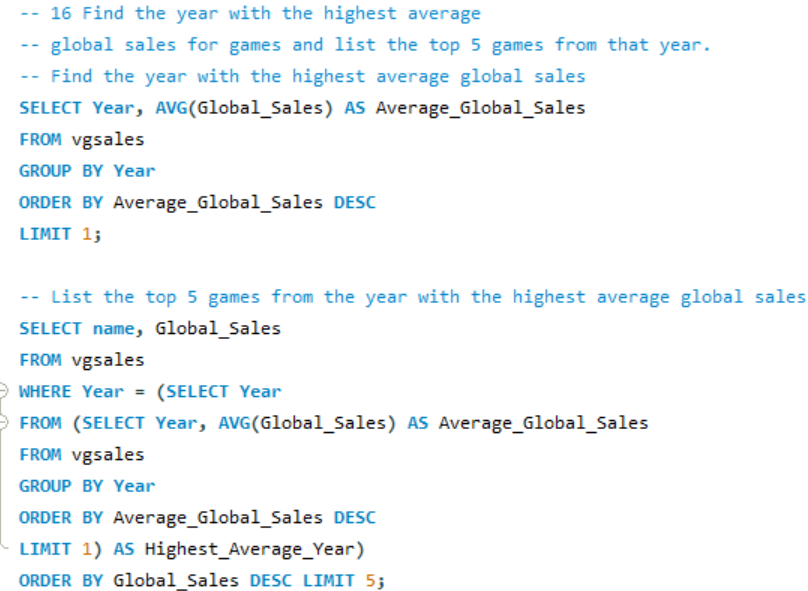 -- 16 Find the year with the highest average
-- global sales for games and list the top 5 games from that year.
-- Find the year with the highest average global sales
SELECT Year, AVG(Global_Sales) AS Average_Global_Sales
FROM vgsales
GROUP BY Year
ORDER BY Average_Global_Sales DESC
LIMIT 1;
-- List the top 5 games from the year with the highest average global sales
SELECT name, Global_Sales
FROM vgsales
WHERE Year = (SELECT Year
FROM (SELECT Year, AVG(Global_Sales) AS Average_Global_Sales
FROM vgsales
GROUP BY Year
ORDER BY Average_Global_Sales DESC
LIMIT 1) AS Highest_Average_Year)
ORDER BY Global_Sales DESC LIMIT 5;